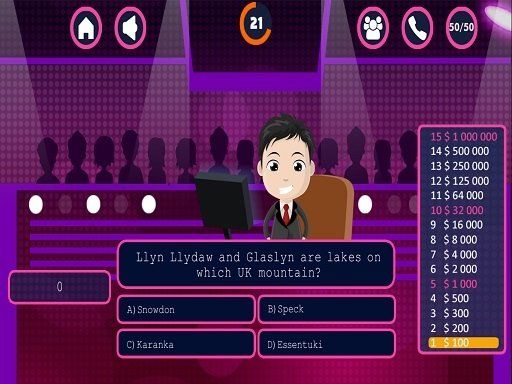 21
50/50
15 $ 1 000 000
14 $ 500 000
13 $ 250 000
12 $ 125 000
11 $ 64 000
10 $ 32 000
9 $ 16 000
8 $ 8 000
7 $ 4 000
6 $ 2 000
5 $ 1 000
4 $ 500
3 $ 300
2 $ 200
1 $ 100
Llyn Llydaw and Glaslyn are lakes on
which UK mountain?
0
A)Snowdon
B)Speck
C)Karanka
D)Essentuki